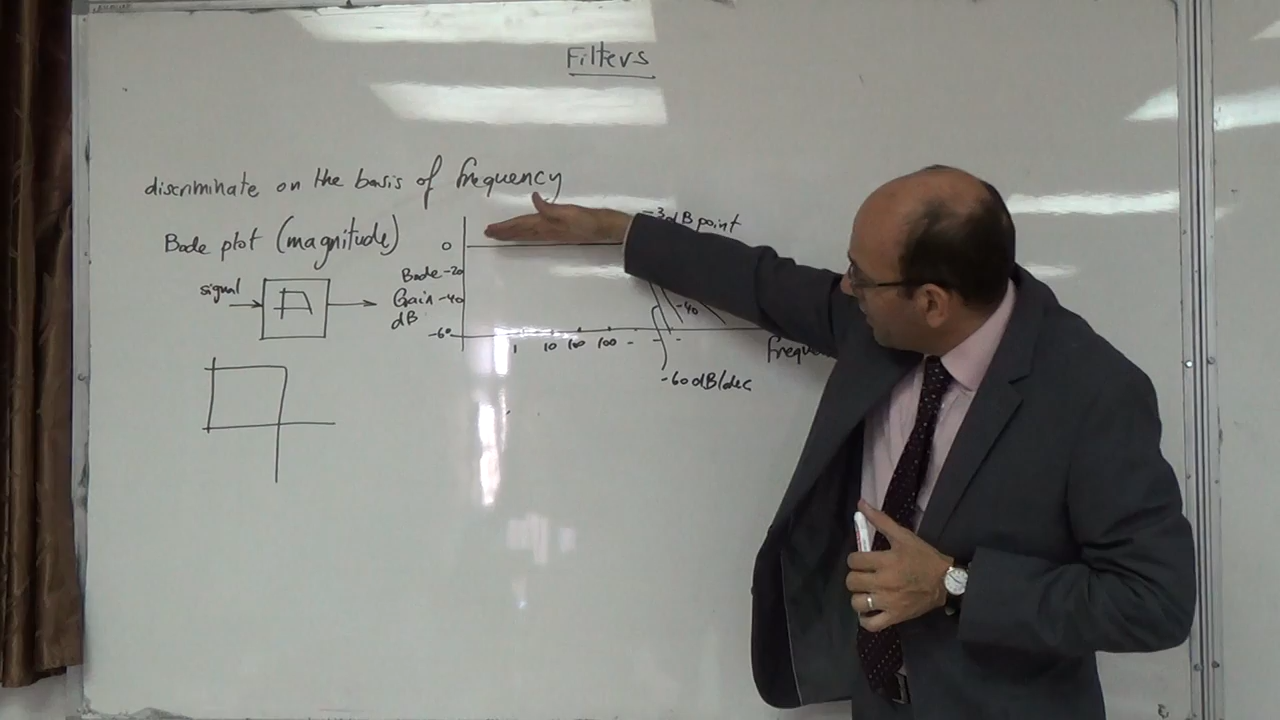 Filters
discriminate on the basis of frequency
Bode plot (magnitude)
-3dB point
0
signal
Bode -20
Gain -40
dB
-40
-60
1 10 100
-60dB/dec